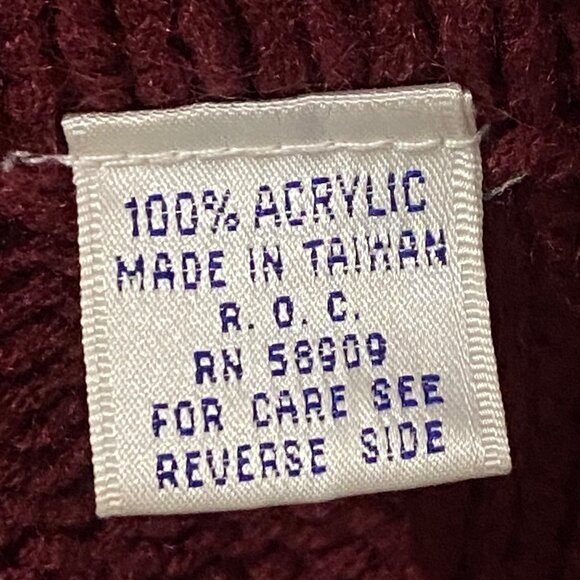 100% ACRYLIC
MADE IN TAIWAN
R. O. C.
RN 58909
FOR CARE SEE
REVERSE SIDE